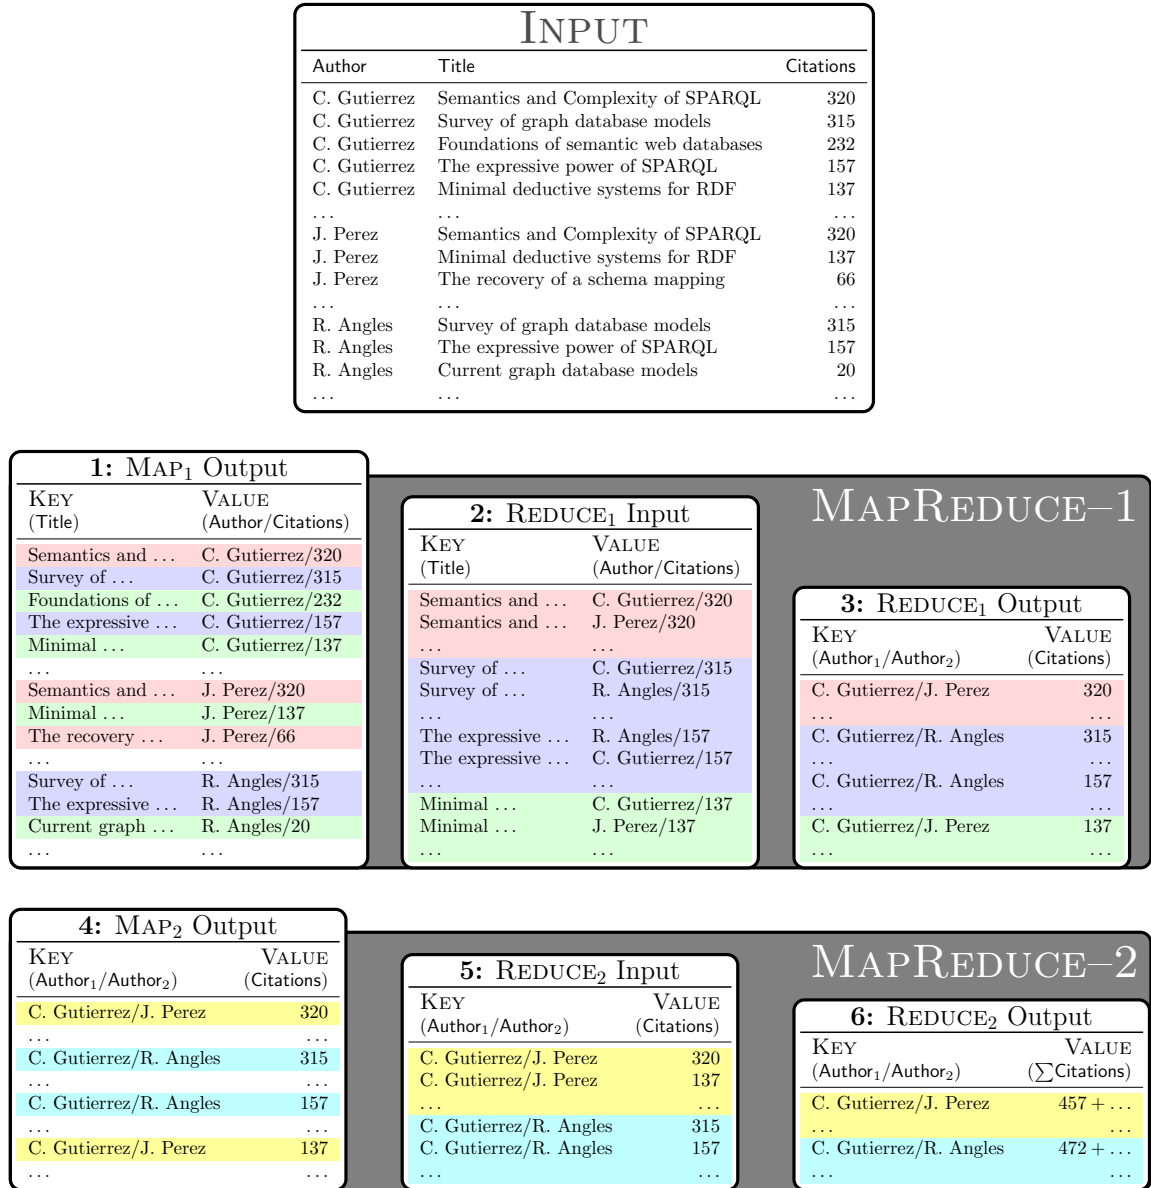 INPUT
Author Title Citations
C. Gutierrez Semantics and Complexity of SPARQL 320
C. Gutierrez Survey of graph database models 315
C. Gutierrez Foundations of semantic web databases 232
C. Gutierrez The expressive power of SPARQL 157
C. Gutierrez Minimal deductive systems for RDF 137
... ... ...
J. Perez Semantics and Complexity of SPARQL 320
J. Perez Minimal deductive systems for RDF 137
J. Perez The recovery of a schema mapping 66
... ... ...
R. Angles Survey of graph database models 315
R. Angles The expressive power of SPARQL 157
R. Angles Current graph database models 20
... ... ...
MAPREDUCE–1
1: MAP₁ Output
KEY VALUE
(Title) (Author/Citations)
Semantics and ... C. Gutierrez/320
Survey of ... C. Gutierrez/315
Foundations of ... C. Gutierrez/232
The expressive ... C. Gutierrez/157
Minimal ... C. Gutierrez/137
... ...
Semantics and ... J. Perez/320
Minimal ... J. Perez/137
The recovery ... J. Perez/66
... ...
Survey of ... R. Angles/315
The expressive ... R. Angles/157
Current graph ... R. Angles/20
... ...
2: REDUCE₁ Input
KEY VALUE
(Title) (Author/Citations)
Semantics and ... C. Gutierrez/320
Semantics and ... J. Perez/320
... ...
Survey of ... C. Gutierrez/315
Survey of ... R. Angles/315
... ...
The expressive ... R. Angles/157
The expressive ... C. Gutierrez/157
... ...
Minimal ... C. Gutierrez/137
Minimal ... J. Perez/137
... ...
3: REDUCE₁ Output
KEY VALUE
(Author₁/Author₂) (Citations)
C. Gutierrez/J. Perez 320
... ...
C. Gutierrez/R. Angles 315
... ...
C. Gutierrez/R. Angles 157
... ...
C. Gutierrez/J. Perez 137
... ...
MAPREDUCE–2
4: MAP₂ Output
KEY VALUE
(Author₁/Author₂) (Citations)
C. Gutierrez/J. Perez 320
... ...
C. Gutierrez/R. Angles 315
... ...
C. Gutierrez/R. Angles 157
... ...
C. Gutierrez/J. Perez 137
... ...
5: REDUCE₂ Input
KEY VALUE
(Author₁/Author₂) (Citations)
C. Gutierrez/J. Perez 320
C. Gutierrez/J. Perez 137
... ...
C. Gutierrez/R. Angles 315
C. Gutierrez/R. Angles 157
... ...
6: REDUCE₂ Output
KEY VALUE
(Author₁/Author₂) (∑Citations)
C. Gutierrez/J. Perez 457 + ...
... ...
C. Gutierrez/R. Angles 472 + ...
... ...